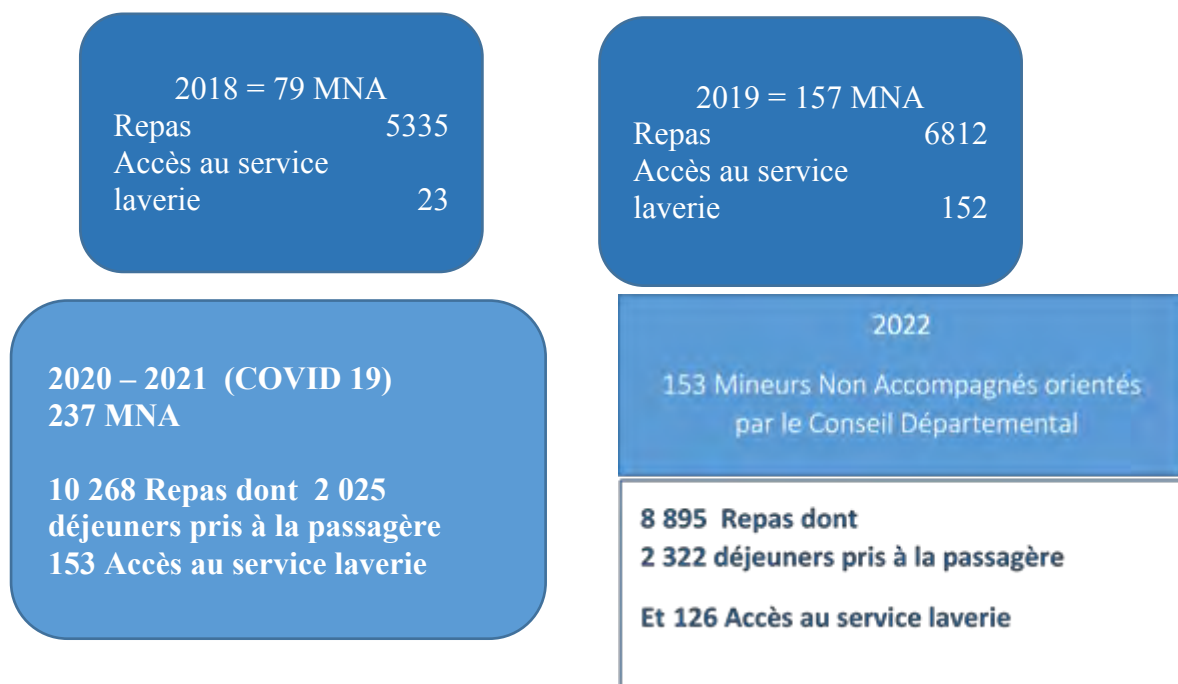 2018 = 79 MNA
Repas 5335
Accès au service
laverie 23
2019 = 157 MNA
Repas 6812
Accès au service
laverie 152
2020 – 2021 (COVID 19)
237 MNA
10 268 Repas dont 2 025
déjeuners pris à la passagère
153 Accès au service laverie
2022
153 Mineurs Non Accompagnés orientés
par le Conseil Départemental
8 895 Repas dont
2 322 déjeuners pris à la passagère
Et 126 Accès au service laverie